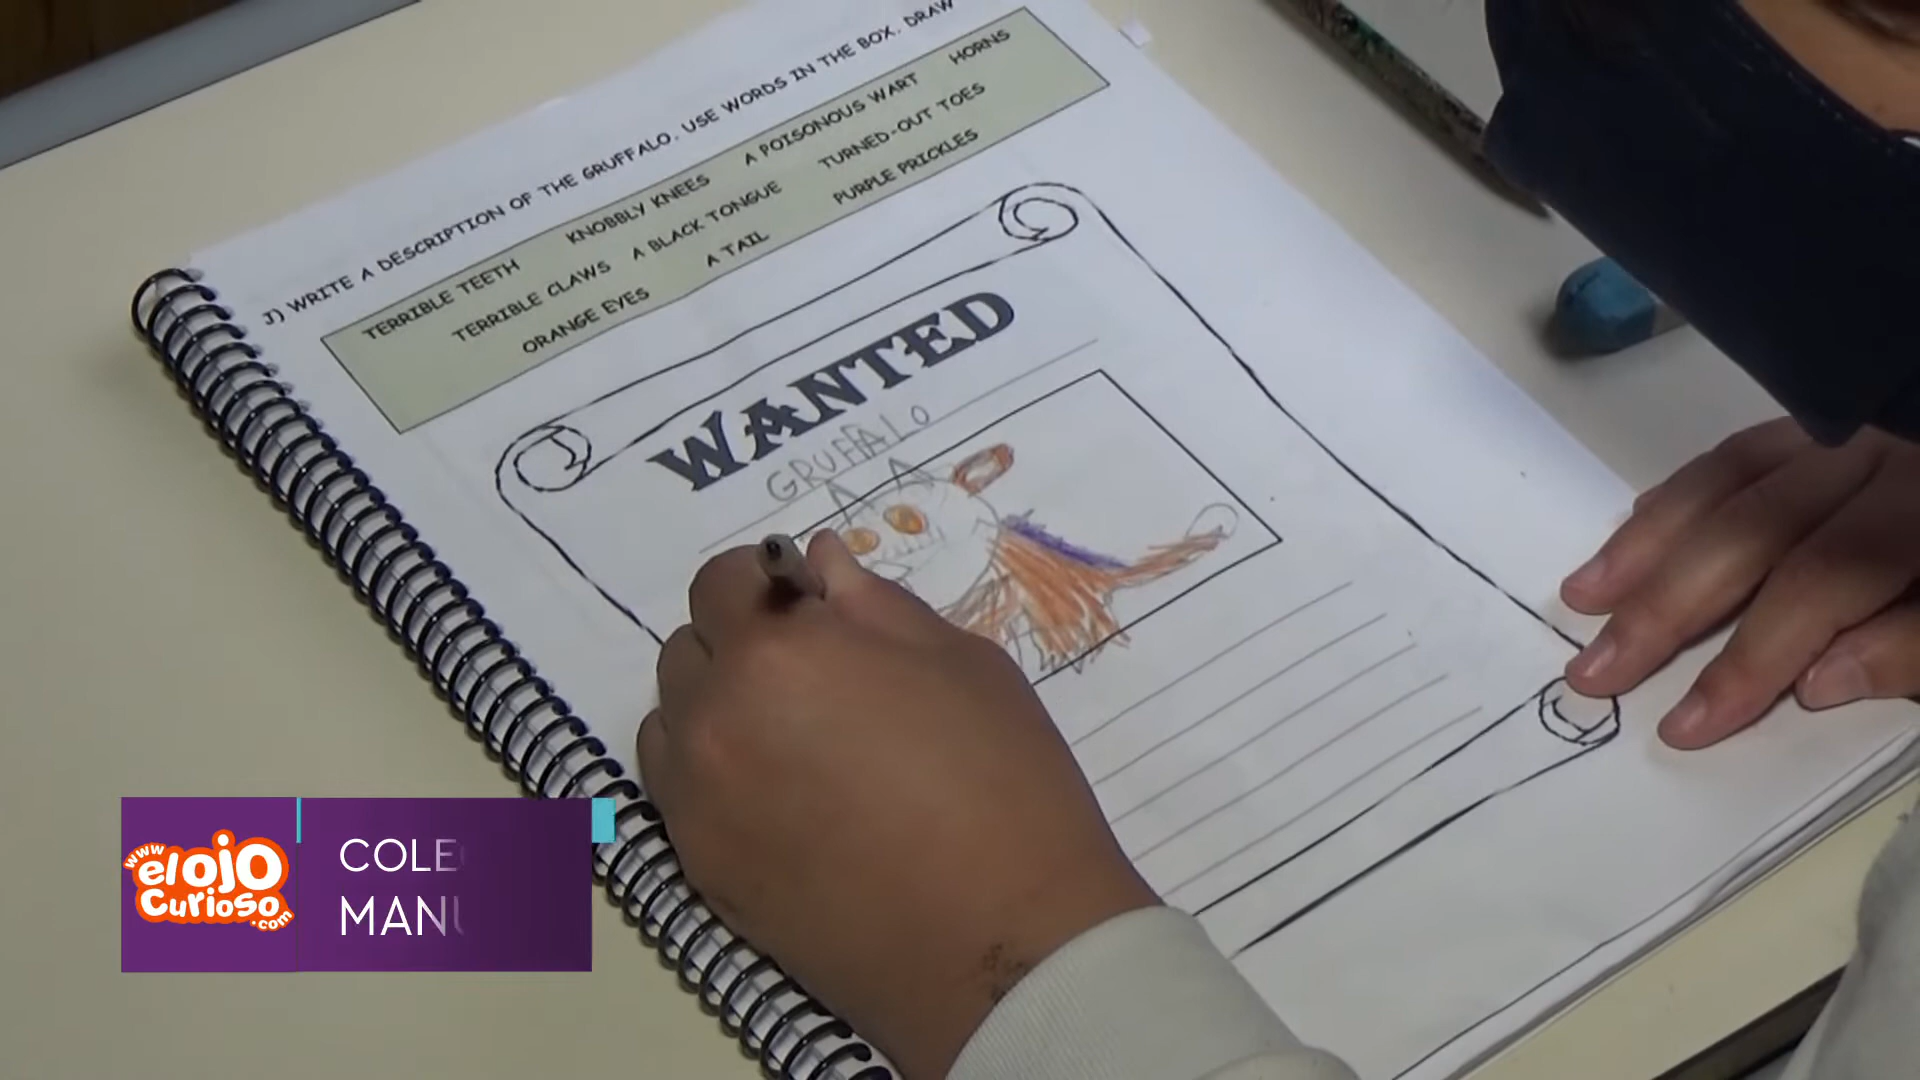 J) WRITE A DESCRIPTION OF THE GRUFFALO. USE WORDS IN THE BOX. DRAW
TERRIBLE TEETH KNOBBLY KNEES A POISONOUS WART HORNS
TERRIBLE CLAWS A BLACK TONGUE TURNED-OUT TOES
ORANGE EYES A TAIL PURPLE PRICKLES
WANTED
GRUFFALO
www
elojo
curioso
.com
COLE
MANU